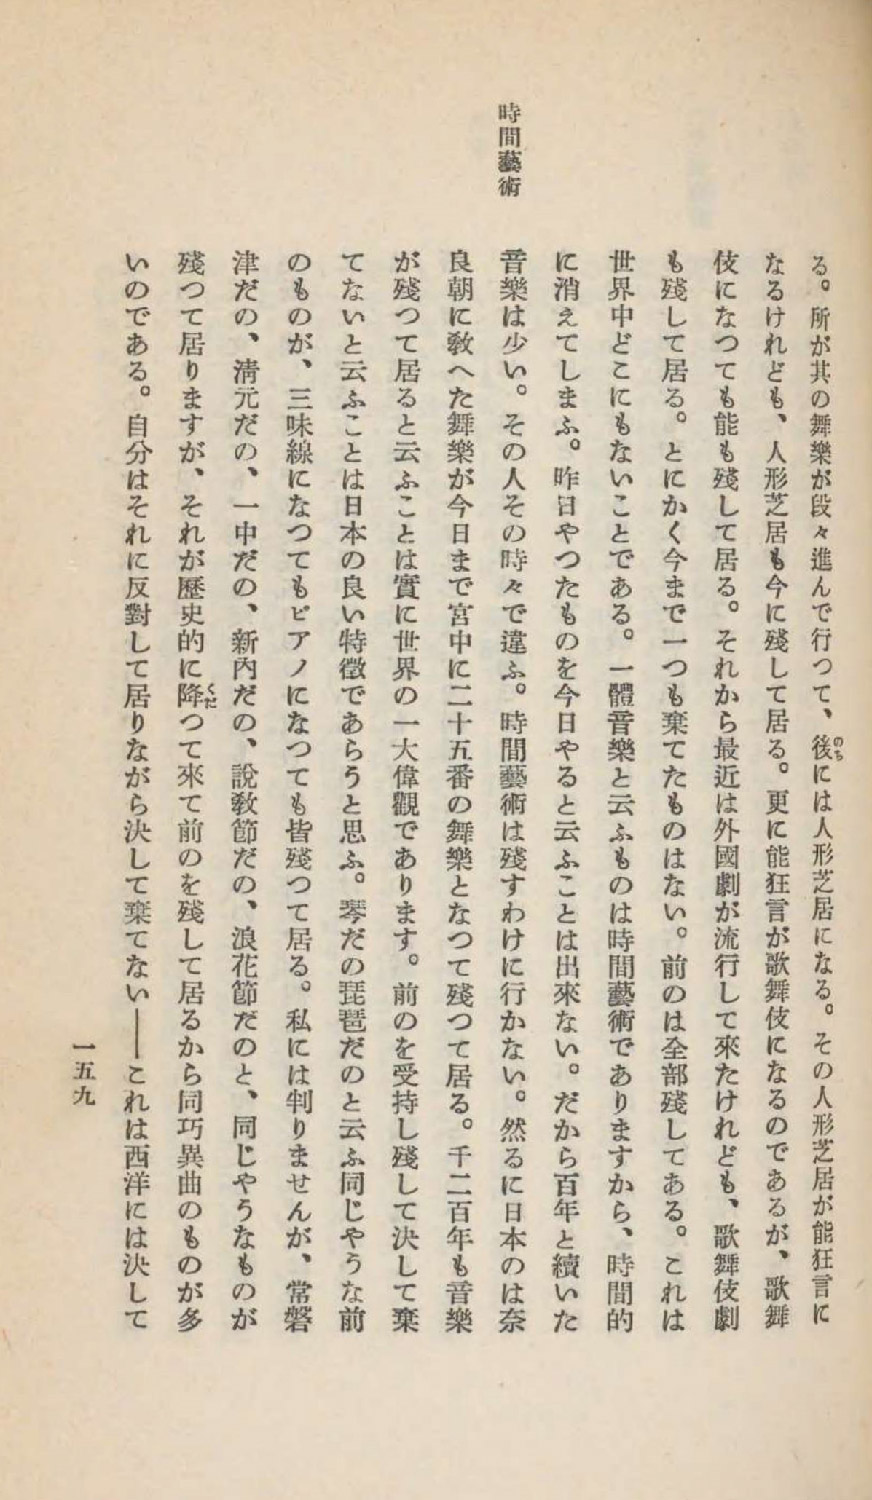 時間藝術
る。所が其の舞樂が段々進んで行つて、後には人形芝居になる。その人形芝居が能狂言に
のち
なるけれども、人形芝居も今に殘して居る。更に能狂言が歌舞伎になるのであるが、歌舞
伎になつても能も殘して居る。それから最近は外國劇が流行して來たけれども、歌舞伎劇
も殘して居る。とにかく今まで一つも棄てたものはない。前のは全部殘してある。これは
世界中どこにもないことである。一體音樂と云ふものは時間藝術でありますから、時間的
に消えてしまふ。昨日やつたものを今日やると云ふことは出來ない。だから百年と續いた
音樂は少い。その人その時々で違ふ。時間藝術は殘すわけに行かない。然るに日本のは奈
良朝に敎へた舞樂が今日まで宮中に二十五番の舞樂となつて殘つて居る。千二百年も音樂
が殘つて居ると云ふことは實に世界の一大偉觀であります。前のを受持し殘して決して棄
てないと云ふことは日本の良い特徵であらうと思ふ。琴だの琵琶だのと云ふ同じやうな前
のものが、三味線になつてもピアノになつても皆殘つて居る。私には判りませんが、常磐
津だの、淸元だの、一中だの、新內だの、說敎節だの、浪花節だのと、同じやうなものが
殘つて居りますが、それが歷史的に降つて來て前のを殘して居るから同巧異曲のものが多
くだ
いのである。自分はそれに反對して居りながら決して棄てない――これは西洋には決して
一五九